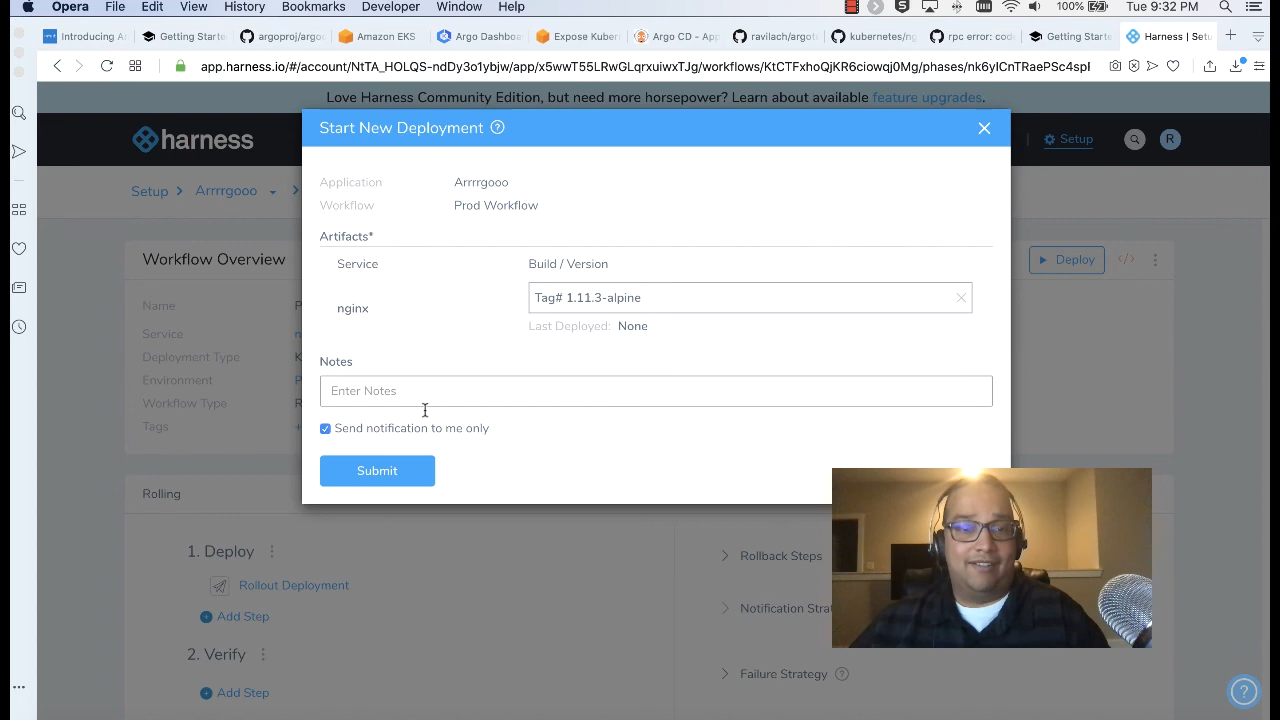 Opera File Edit View History Bookmarks Developer Window Help 100% Tue 9:32 PM
Introducing Ar Getting Starte argoproj/argo Amazon EKS Argo Dashboa Expose Kuber Argo CD - App ravilach/argot kubernetes/ng rpc error: code Getting Starte Harness | Setu
app.harness.io/#/account/NtTA_HOLQS-ndDy3o1ybjw/app/x5wwT55LRwGLqrxuiwxTJg/workflows/KtCTFxhoQjKR6ciowqj0Mg/phases/nk6yICnTRaePSc4spl
Love Harness Community Edition, but need more horsepower? Learn about available feature upgrades.
harness Setup R
Start New Deployment ?
Setup > Arrrrgooo >
Application Arrrrgooo
Workflow Prod Workflow
Artifacts*
Service Build / Version
nginx Tag# 1.11.3-alpine
Last Deployed: None
Notes
Enter Notes
Send notification to me only
Submit
Workflow Overview Deploy </>
Name P
Service n
Deployment Type K
Environment P
Workflow Type R
Tags +
Rolling
1. Deploy
Rollout Deployment
Add Step
2. Verify
Add Step
Rollback Steps
Notification Strat
Failure Strategy ?
?